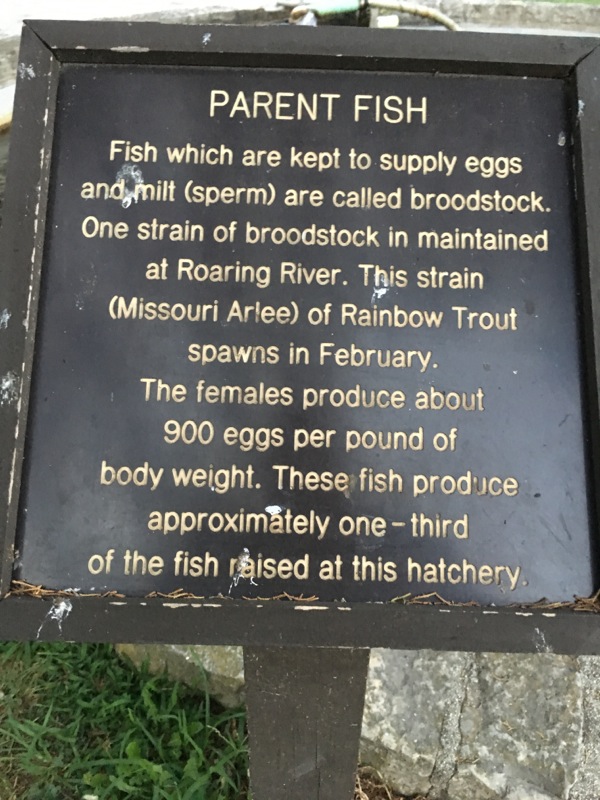 PARENT FISH
Fish which are kept to supply eggs
and milt (sperm) are called broodstock.
One strain of broodstock in maintained
at Roaring River. This strain
(Missouri Arlee) of Rainbow Trout
spawns in February.
The females produce about
900 eggs per pound of
body weight. These fish produce
approximately one-third
of the fish raised at this hatchery.